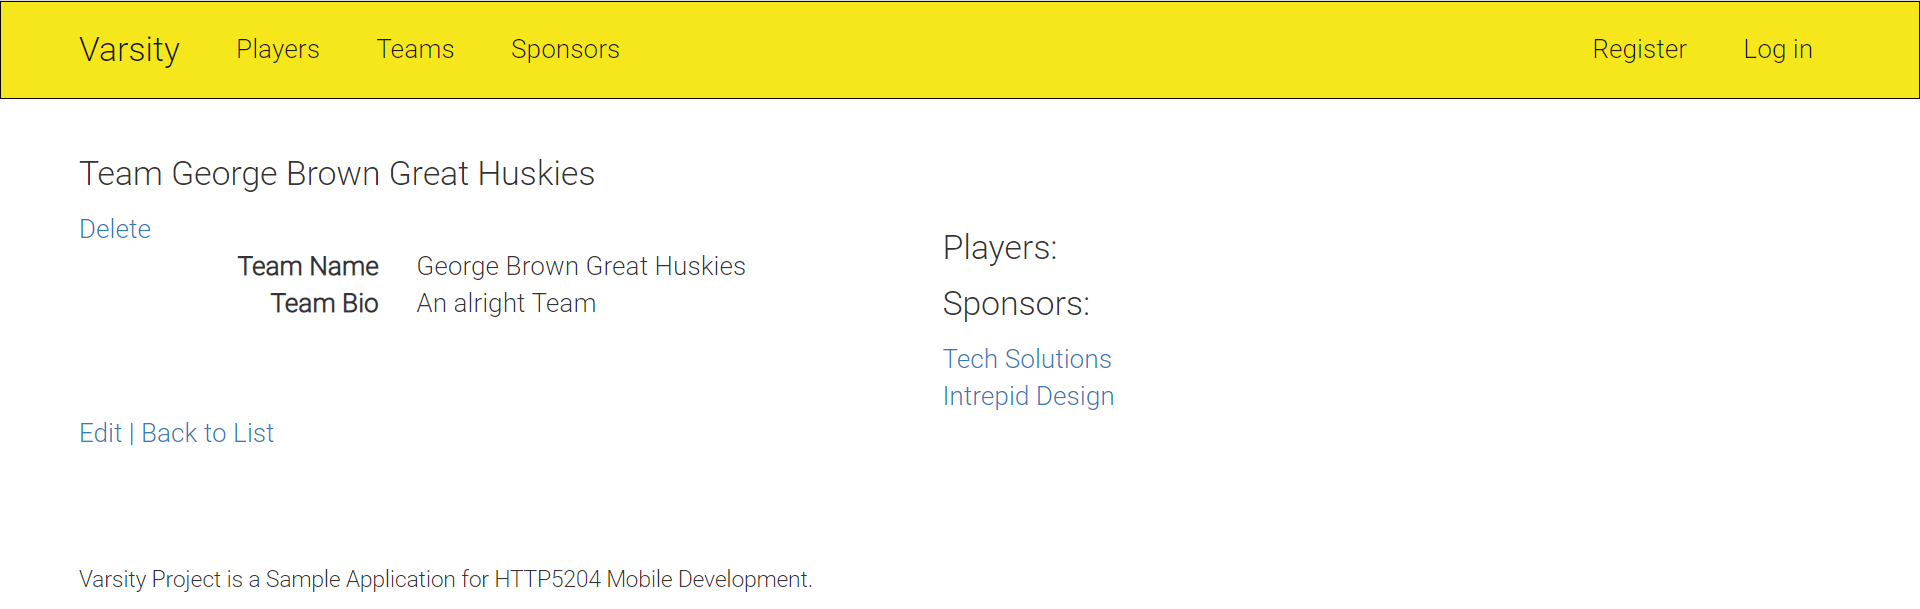 Varsity Players Teams Sponsors Register Log in
Team George Brown Great Huskies
Delete
Team Name George Brown Great Huskies
Team Bio An alright Team
Players:
Sponsors:
Tech Solutions
Intrepid Design
Edit | Back to List
Varsity Project is a Sample Application for HTTP5204 Mobile Development.